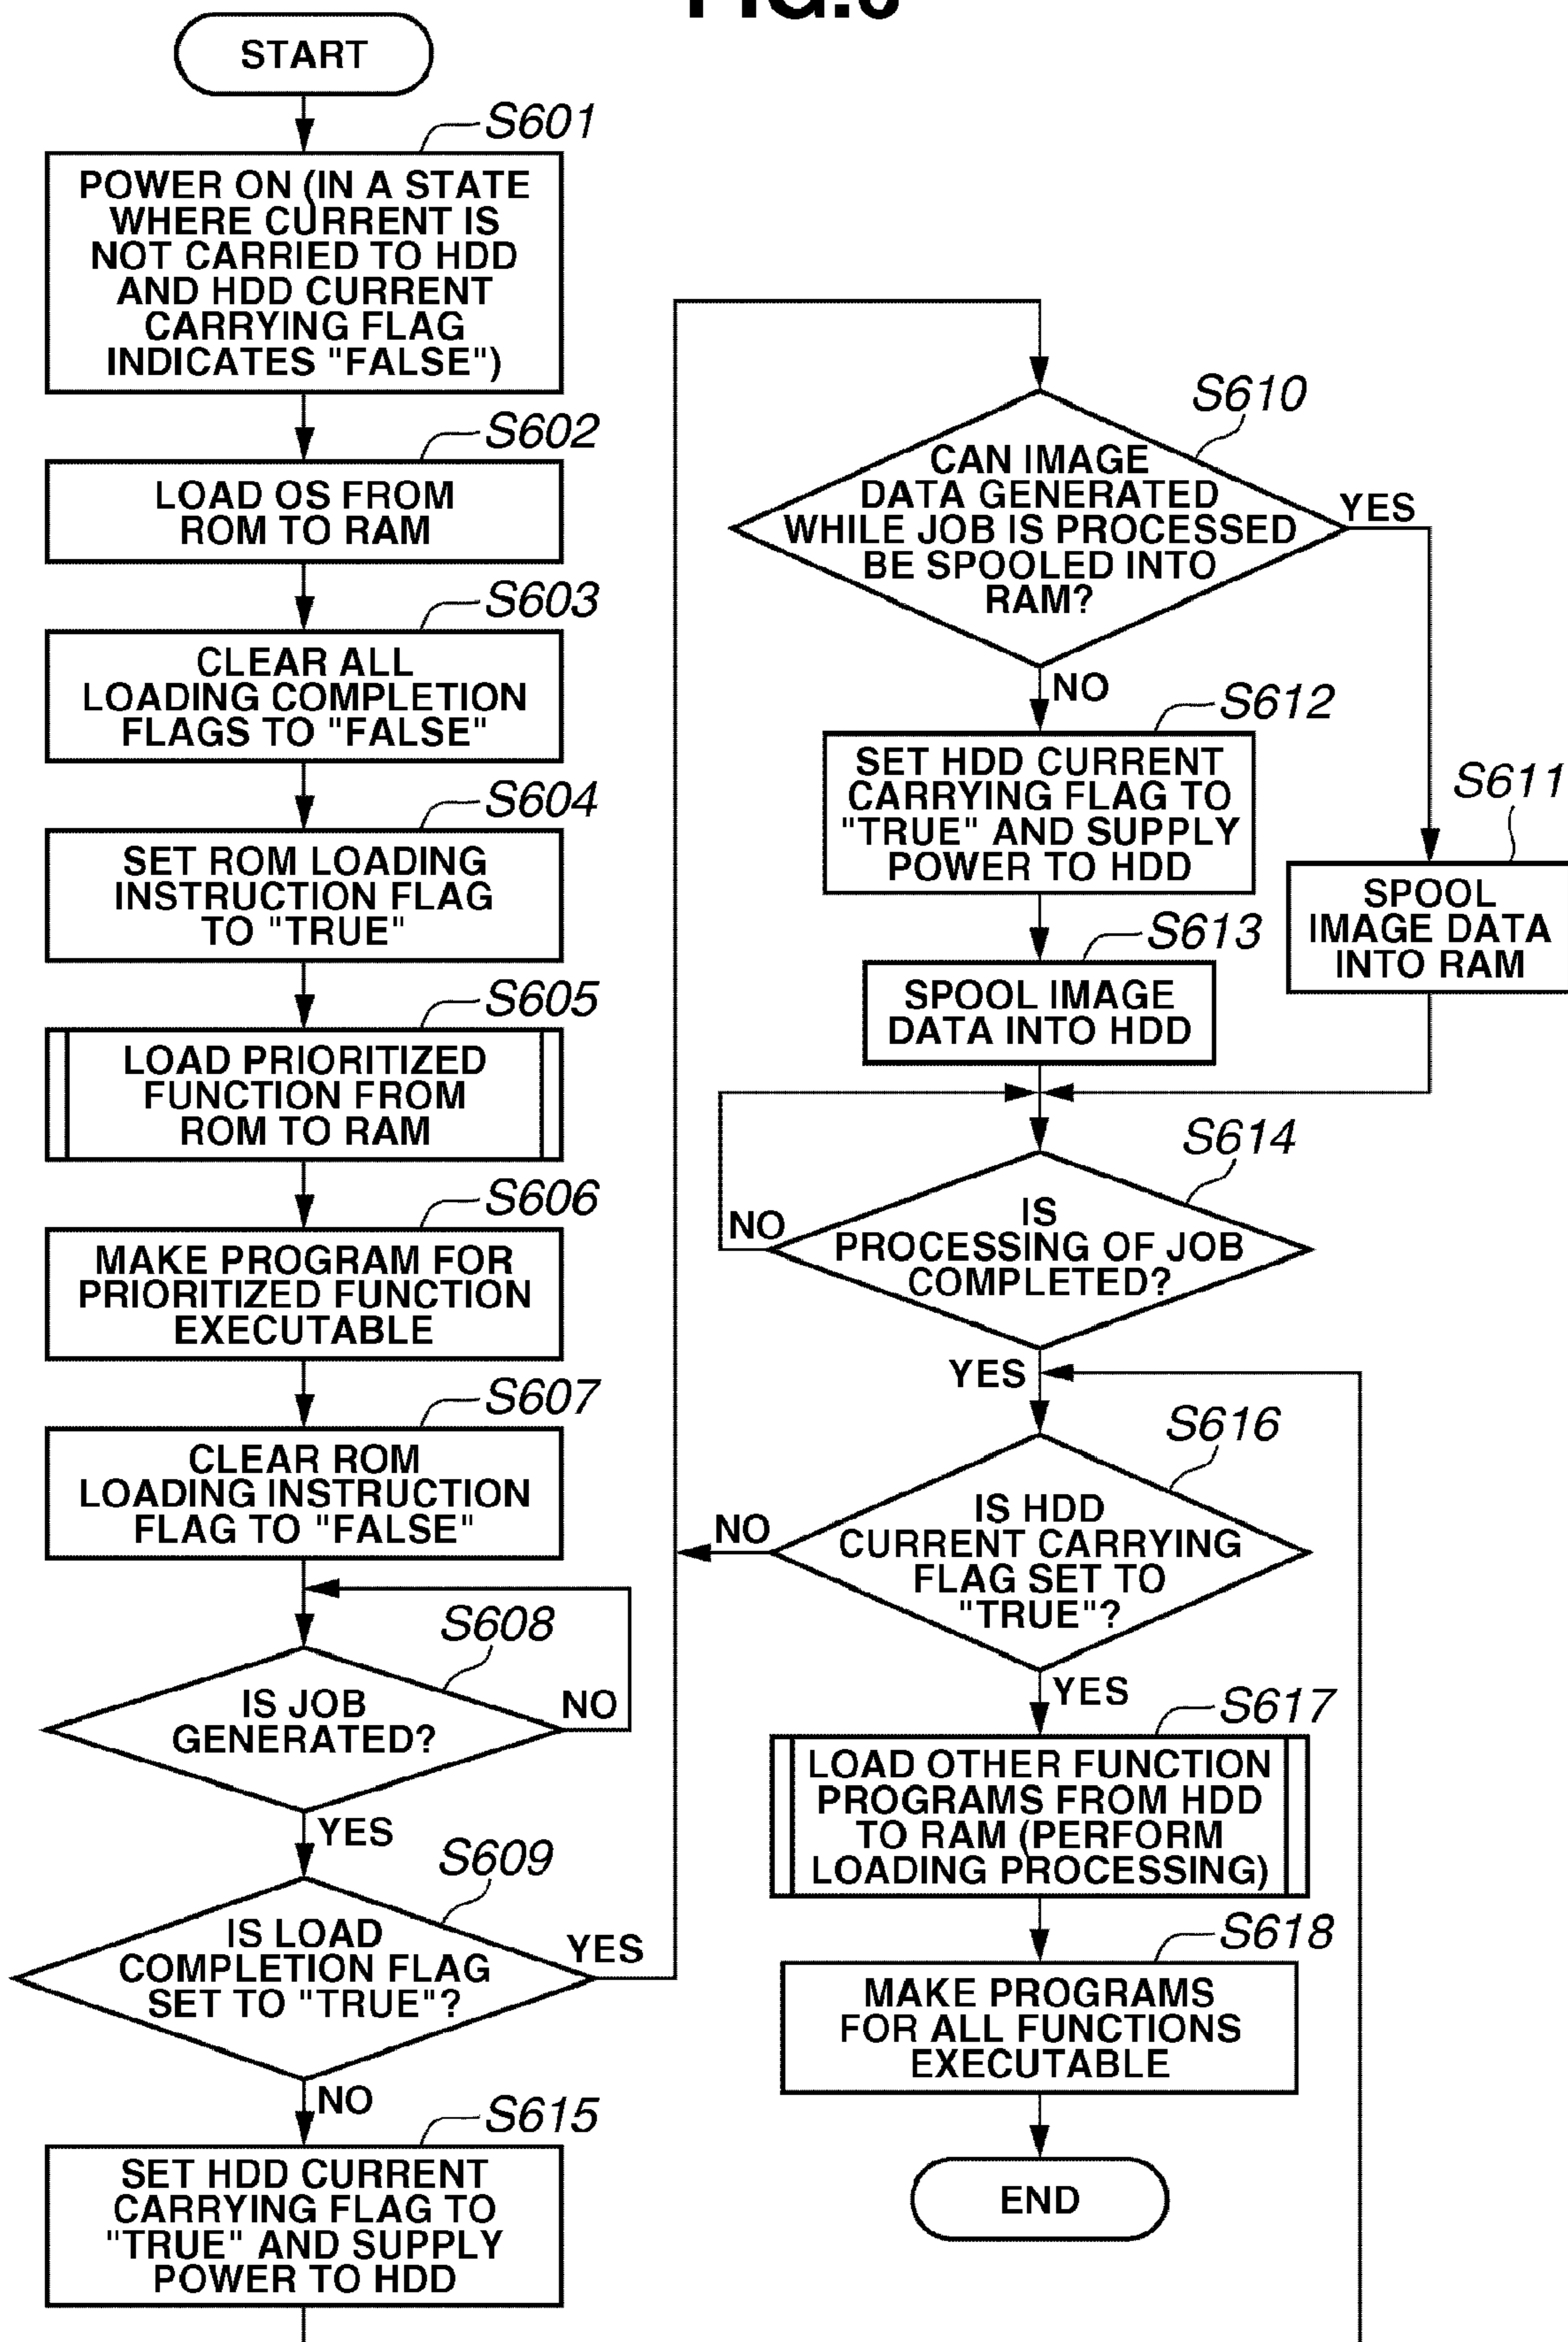 START
S601
POWER ON (IN A STATE
WHERE CURRENT IS
NOT CARRIED TO HDD
AND HDD CURRENT
CARRYING FLAG
INDICATES "FALSE")
S602
LOAD OS FROM
ROM TO RAM
S603
CLEAR ALL
LOADING COMPLETION
FLAGS TO "FALSE"
S604
SET ROM LOADING
INSTRUCTION FLAG
TO "TRUE"
S605
LOAD PRIORITIZED
FUNCTION FROM
ROM TO RAM
S606
MAKE PROGRAM FOR
PRIORITIZED FUNCTION
EXECUTABLE
S607
CLEAR ROM
LOADING INSTRUCTION
FLAG TO "FALSE"
S608
IS JOB
GENERATED?
NO
YES
S609
IS LOAD
COMPLETION FLAG
SET TO "TRUE"?
YES
NO
S615
SET HDD CURRENT
CARRYING FLAG TO
"TRUE" AND SUPPLY
POWER TO HDD
S610
CAN IMAGE
DATA GENERATED
WHILE JOB IS PROCESSED
BE SPOOLED INTO
RAM?
YES
NO
S612
SET HDD CURRENT
CARRYING FLAG TO
"TRUE" AND SUPPLY
POWER TO HDD
S611
SPOOL
IMAGE DATA
INTO RAM
S613
SPOOL IMAGE
DATA INTO HDD
S614
IS
PROCESSING OF JOB
COMPLETED?
NO
YES
S616
IS HDD
CURRENT CARRYING
FLAG SET TO
"TRUE"?
NO
YES
S617
LOAD OTHER FUNCTION
PROGRAMS FROM HDD
TO RAM (PERFORM
LOADING PROCESSING)
S618
MAKE PROGRAMS
FOR ALL FUNCTIONS
EXECUTABLE
END